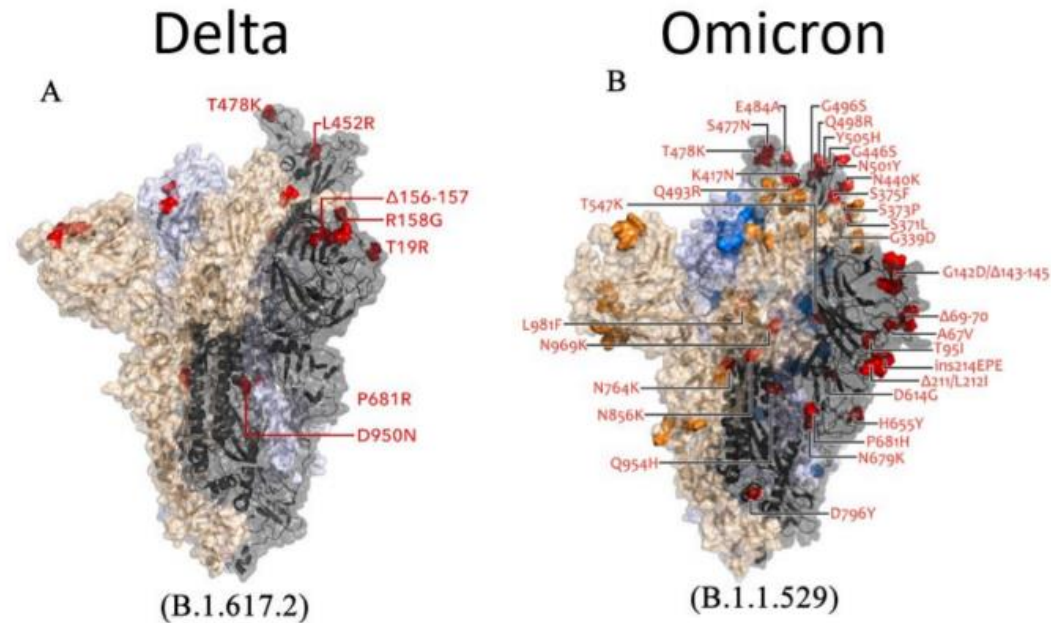 Delta
Omicron
A
T478K
L452R
Δ156-157
R158G
T19R
P681R
D950N
(B.1.617.2)
B
E484A
S477N
T478K
K417N
Q493R
T547K
G496S
Q498R
Y505H
G446S
N501Y
N440K
S375F
S373P
S371L
G339D
G142D/Δ143-145
Δ69-70
A67V
T95I
ins214EPE
Δ211/L212I
D614G
H655Y
P681H
N679K
L981F
N969K
N764K
N856K
Q954H
D796Y
(B.1.1.529)